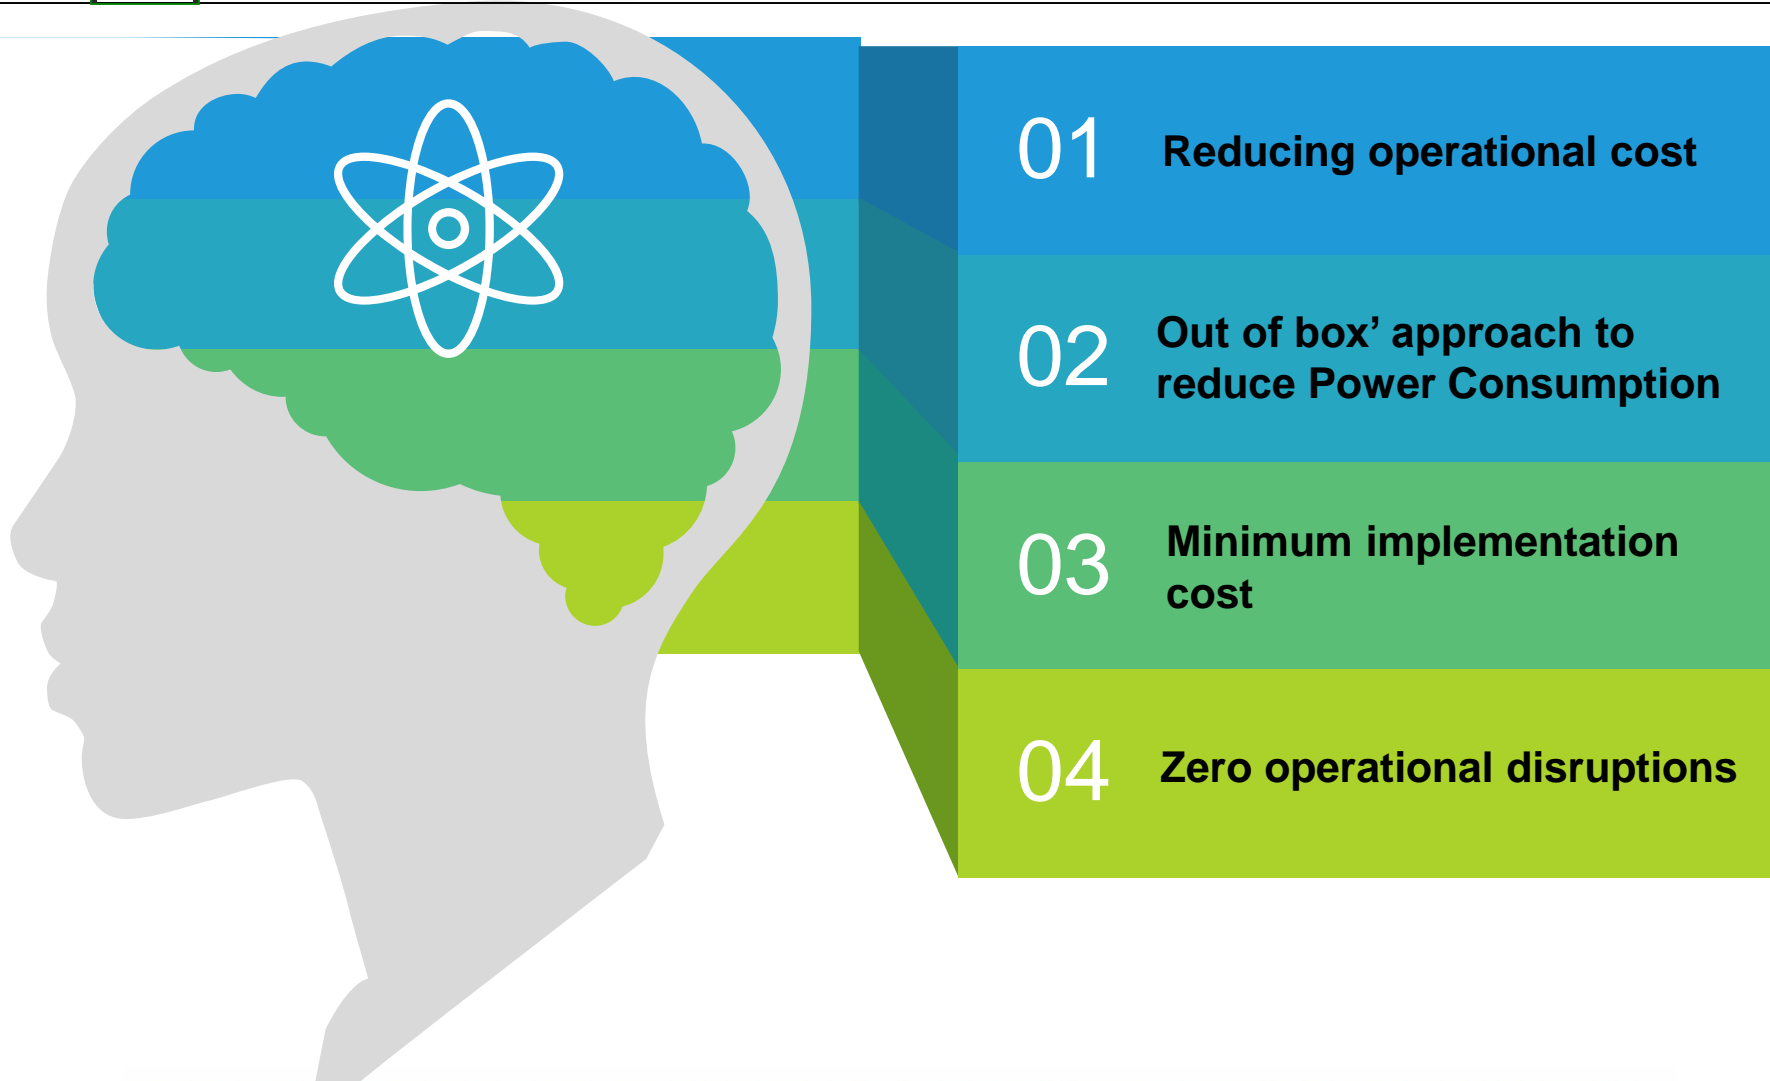 01
Reducing operational cost
02
Out of box’ approach to
reduce Power Consumption
03
Minimum implementation
cost
04
Zero operational disruptions